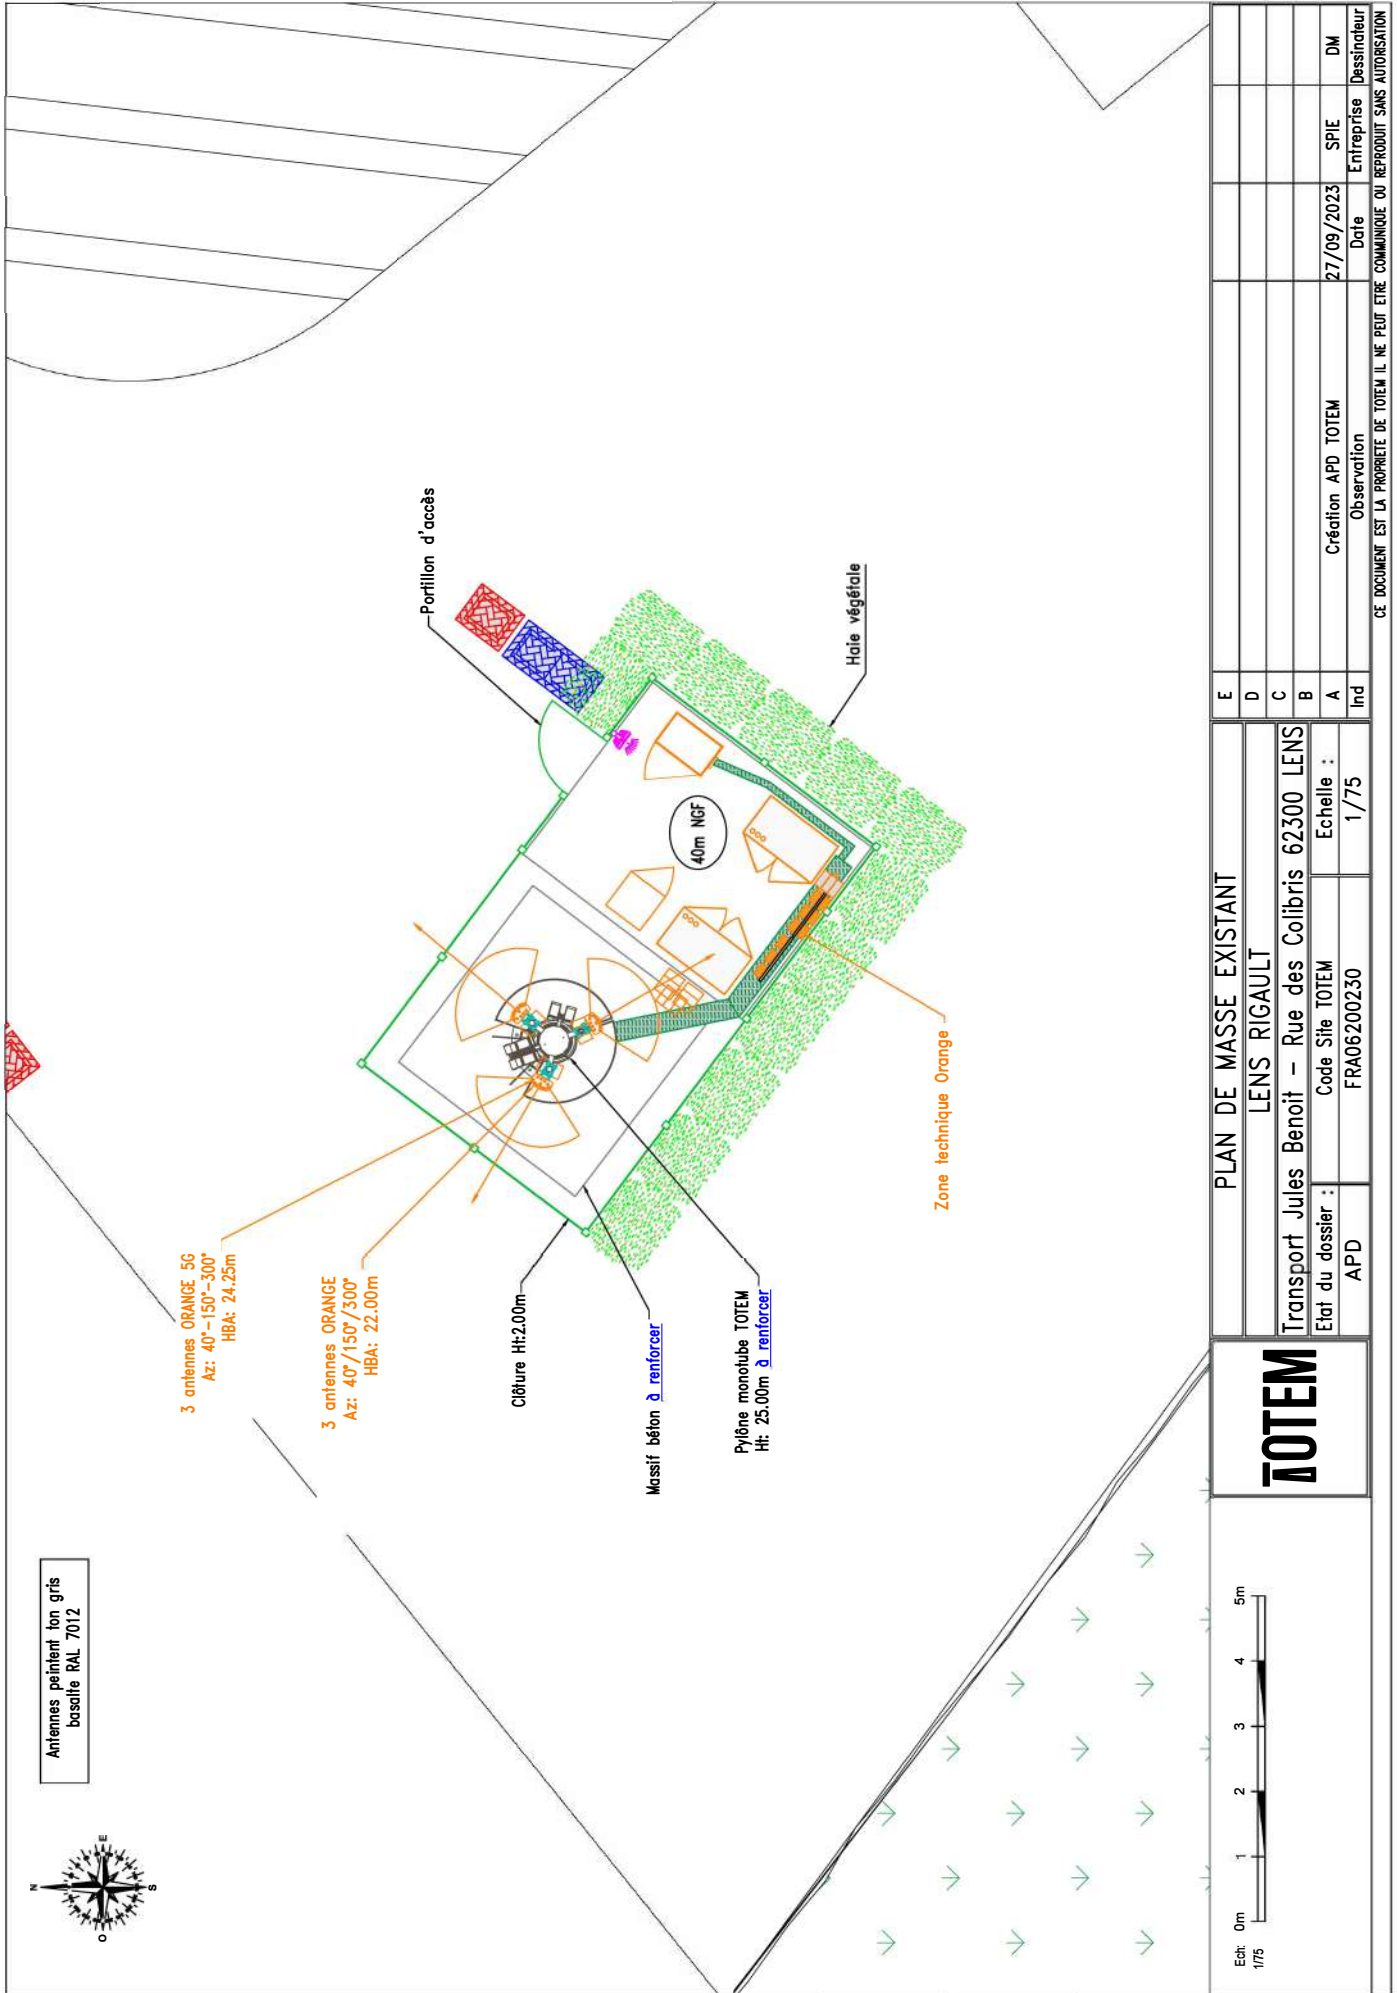 Antennes peintent ton gris
basalte RAL 7012
N
E
S
O
3 antennes ORANGE 5G
Az: 40°-150°-300°
HBA: 24.25m
3 antennes ORANGE
Az: 40°/150°/300°
HBA: 22.00m
Clôture Ht:2.00m
Massif béton à renforcer
Pylône monotube TOTEM
Ht: 25.00m à renforcer
Zone technique Orange
40m NGF
Portillon d'accès
Haie végétale
Ech:
1/75
0m 1 2 3 4 5m
TOTEM
PLAN DE MASSE EXISTANT
LENS RIGAULT
Transport Jules Benoit - Rue des Colibris 62300 LENS
Etat du dossier :
APD
Code Site TOTEM
FRA06200230
Echelle :
1/75
E
D
C
B
A Création APD TOTEM 27/09/2023 SPIE DM
Ind Observation Date Entreprise Dessinateur
CE DOCUMENT EST LA PROPRIETE DE TOTEM IL NE PEUT ETRE COMMUNIQUE OU REPRODUIT SANS AUTORISATION